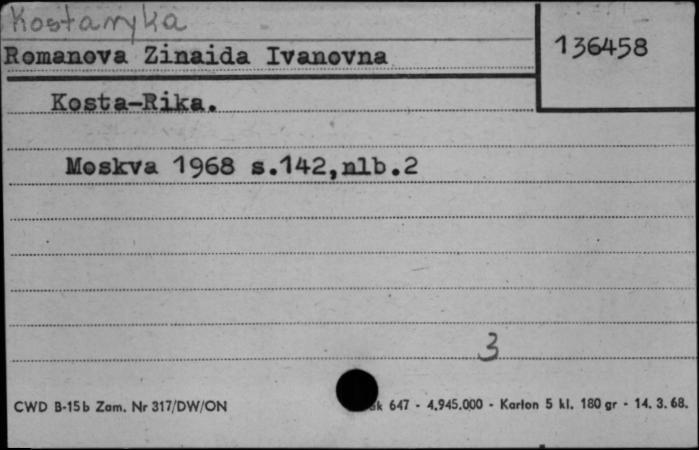 Kostaryka
Romanova Zinaida Ivanovna
136458
Kosta-Rika.
Moskva 1968 s.142,nlb.2
3
CWD B-15b Zam. Nr 317/DW/ON
647 - 4.945.000 - Karton 5 kl. 180 gr - 14. 3. 68.